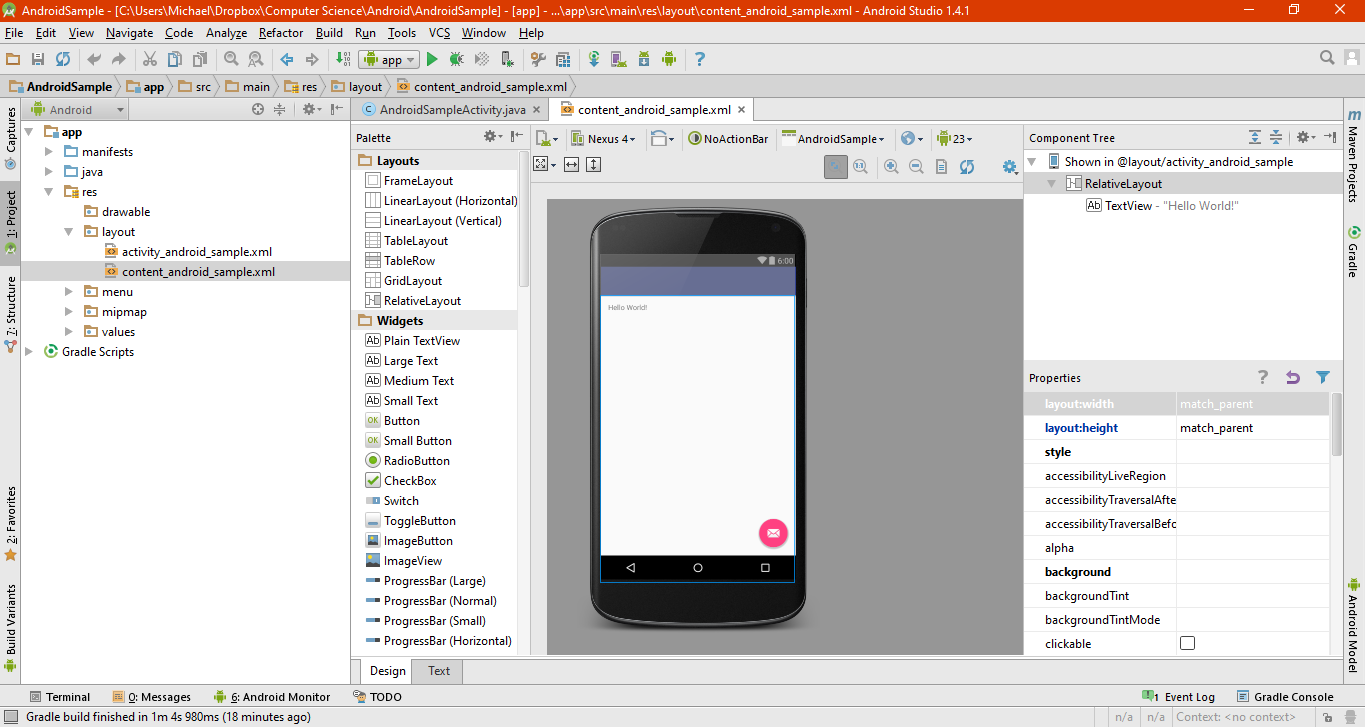 AndroidSample - [C:\Users\Michael\Dropbox\Computer Science\Android\AndroidSample] - [app] - ...\app\src\main\res\layout\content_android_sample.xml - Android Studio 1.4.1
File Edit View Navigate Code Analyze Refactor Build Run Tools VCS Window Help
app
AndroidSample app src main res layout content_android_sample.xml
Captures
1: Project
7: Structure
2: Favorites
Build Variants
Android
app
manifests
java
res
drawable
layout
activity_android_sample.xml
content_android_sample.xml
menu
mipmap
values
Gradle Scripts
AndroidSampleActivity.java content_android_sample.xml
Palette
Layouts
FrameLayout
LinearLayout (Horizontal)
LinearLayout (Vertical)
TableLayout
TableRow
GridLayout
RelativeLayout
Widgets
Ab Plain TextView
Ab Large Text
Ab Medium Text
Ab Small Text
OK Button
OK Small Button
RadioButton
CheckBox
Switch
ToggleButton
ImageButton
ImageView
ProgressBar (Large)
ProgressBar (Normal)
ProgressBar (Small)
ProgressBar (Horizontal)
Nexus 4 NoActionBar AndroidSample 23
6:00
Hello World!
Design Text
Component Tree
Shown in @layout/activity_android_sample
RelativeLayout
Ab TextView - "Hello World!"
Properties
layout:width match_parent
layout:height match_parent
style
accessibilityLiveRegion
accessibilityTraversalAfte
accessibilityTraversalBefo
alpha
background
backgroundTint
backgroundTintMode
clickable
m Maven Projects
Gradle
Android Model
Terminal 0: Messages 6: Android Monitor TODO 1 Event Log Gradle Console
Gradle build finished in 1m 4s 980ms (18 minutes ago) n/a n/a Context: <no context>